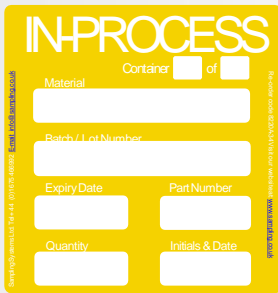 IN-PROCESS
Container of
Material
Batch / Lot Number
Expiry Date Part Number
Quantity Initials & Date
www.sampling.co.uk